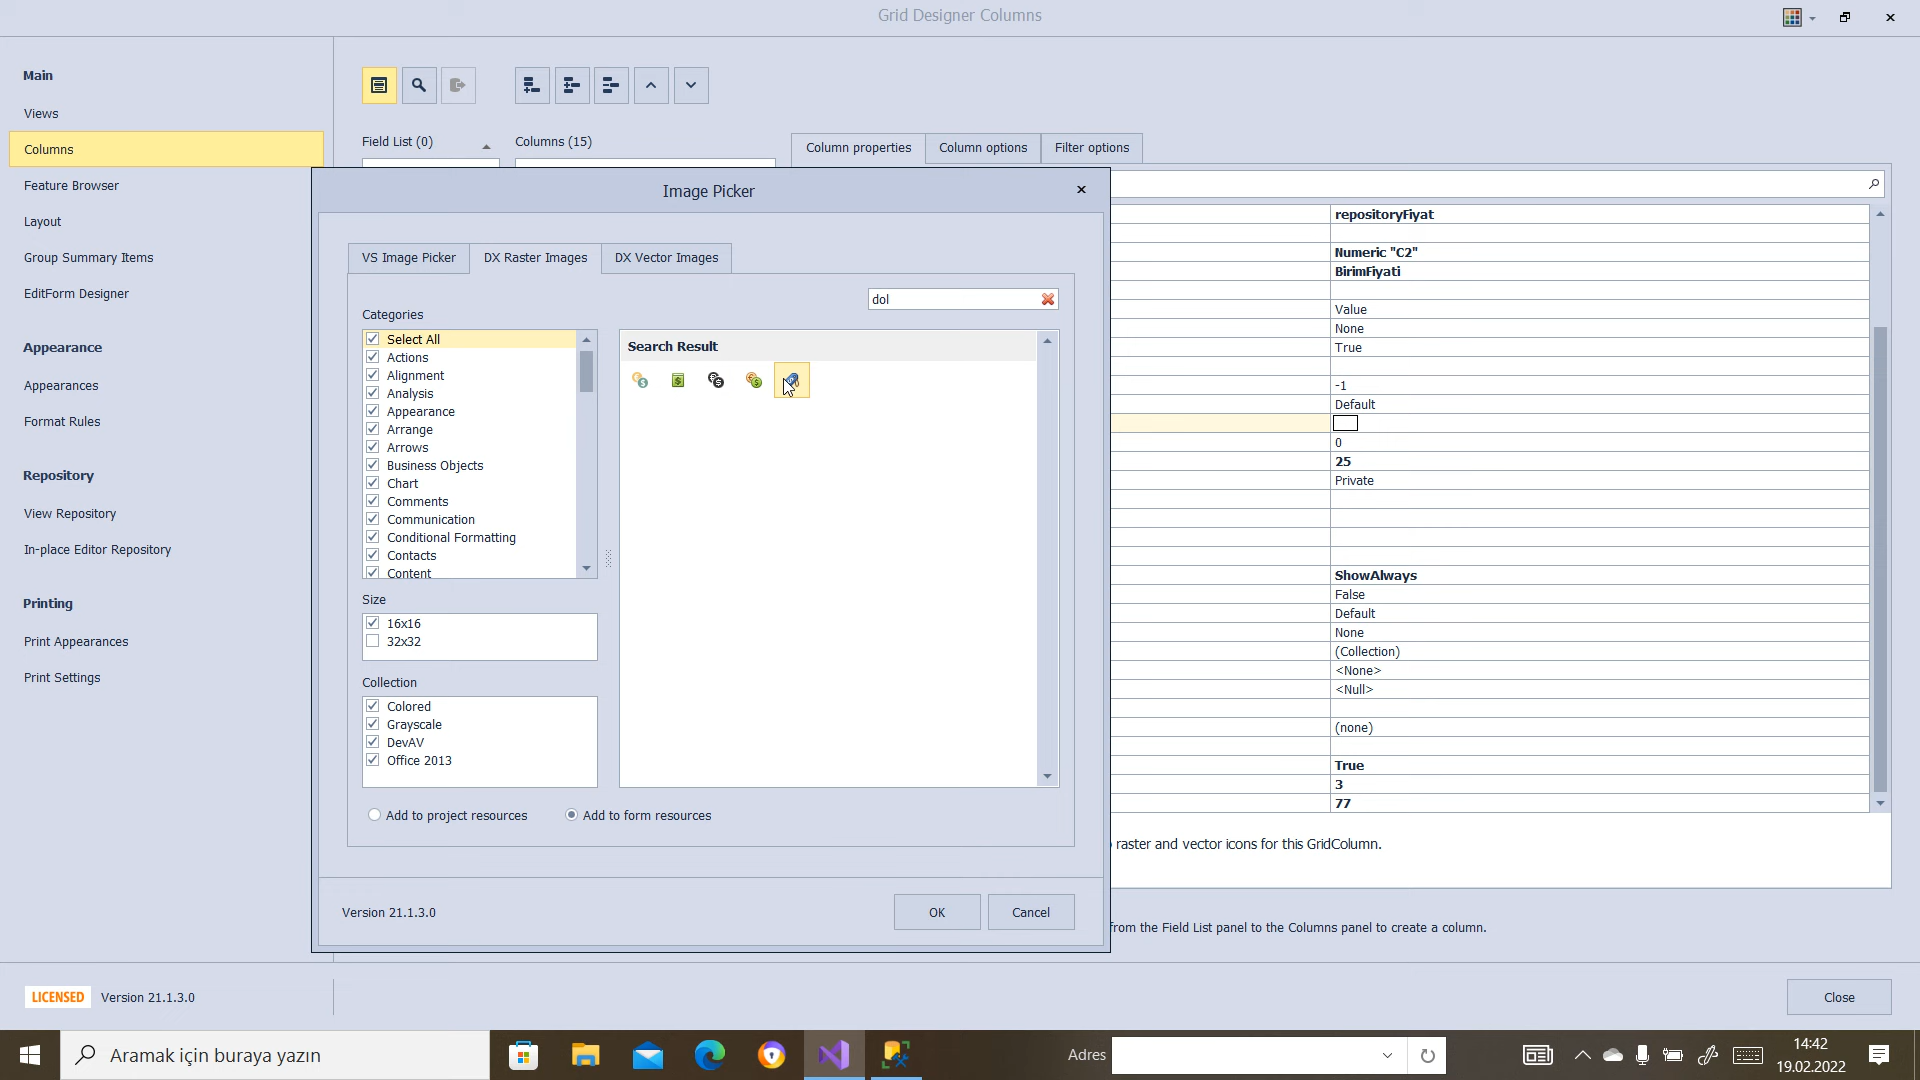 Grid Designer Columns
Main
Views
Columns
Feature Browser
Layout
Group Summary Items
EditForm Designer
Appearance
Appearances
Format Rules
Repository
View Repository
In-place Editor Repository
Printing
Print Appearances
Print Settings
Field List (0)
Columns (15)
Column properties
Column options
Filter options
Image Picker
VS Image Picker
DX Raster Images
DX Vector Images
dol
Categories
Select All
Actions
Alignment
Analysis
Appearance
Arrange
Arrows
Business Objects
Chart
Comments
Communication
Conditional Formatting
Contacts
Content
Search Result
Size
16x16
32x32
Collection
Colored
Grayscale
DevAV
Office 2013
Add to project resources
Add to form resources
Version 21.1.3.0
OK
Cancel
repositoryFiyat
Numeric "C2"
BirimFiyati
Value
None
True
-1
Default
0
25
Private
ShowAlways
False
Default
None
(Collection)
<None>
<Null>
(none)
True
3
77
raster and vector icons for this GridColumn.
from the Field List panel to the Columns panel to create a column.
LICENSED
Version 21.1.3.0
Close
Aramak için buraya yazın
Adres
14:42
19.02.2022